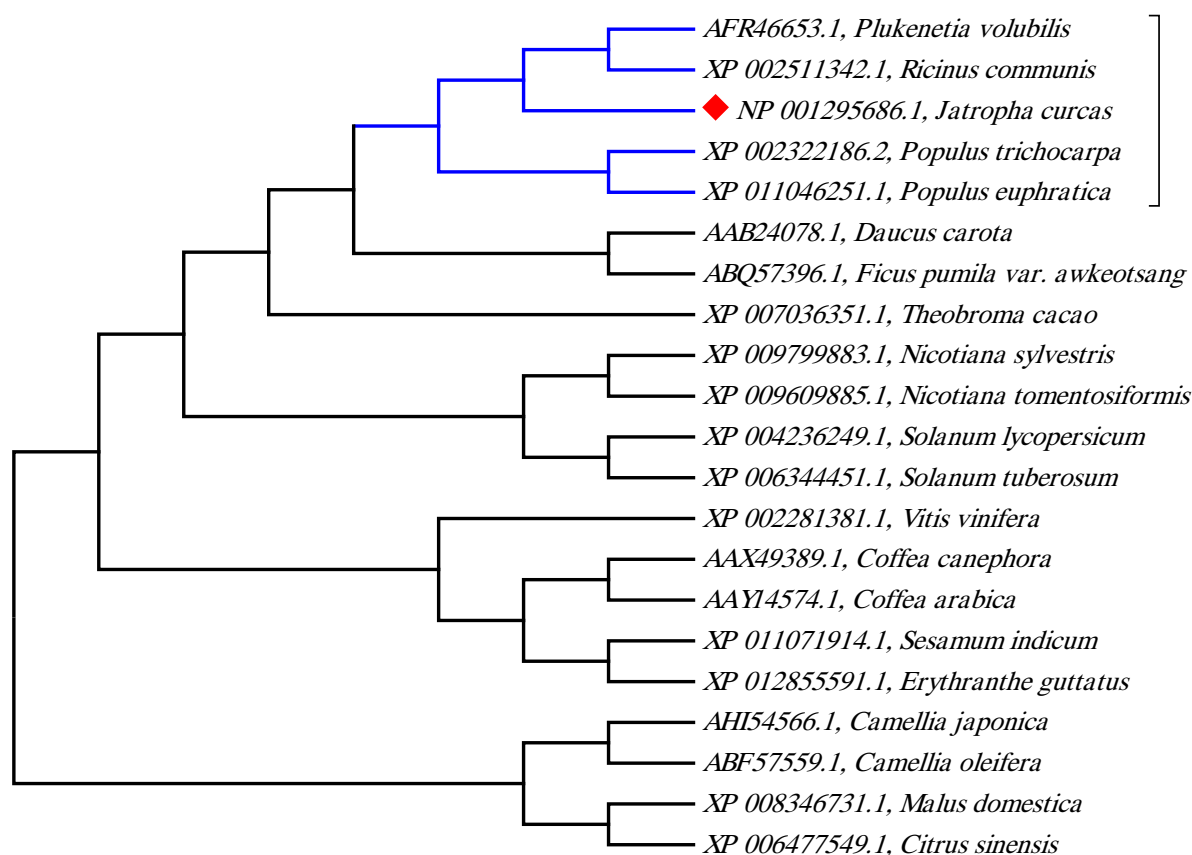 AFR46653.1, Plukenetia volubilis
XP 002511342.1, Ricinus communis
NP 001295686.1, Jatropha curcas
XP 002322186.2, Populus trichocarpa
XP 011046251.1, Populus euphratica
AAB24078.1, Daucus carota
ABQ57396.1, Ficus pumila var. awkeotsang
XP 007036351.1, Theobroma cacao
XP 009799883.1, Nicotiana sylvestris
XP 009609885.1, Nicotiana tomentosiformis
XP 004236249.1, Solanum lycopersicum
XP 006344451.1, Solanum tuberosum
XP 002281381.1, Vitis vinifera
AAX49389.1, Coffea canephora
AAY14574.1, Coffea arabica
XP 011071914.1, Sesamum indicum
XP 012855591.1, Erythranthe guttatus
AHI54566.1, Camellia japonica
ABF57559.1, Camellia oleifera
XP 008346731.1, Malus domestica
XP 006477549.1, Citrus sinensis